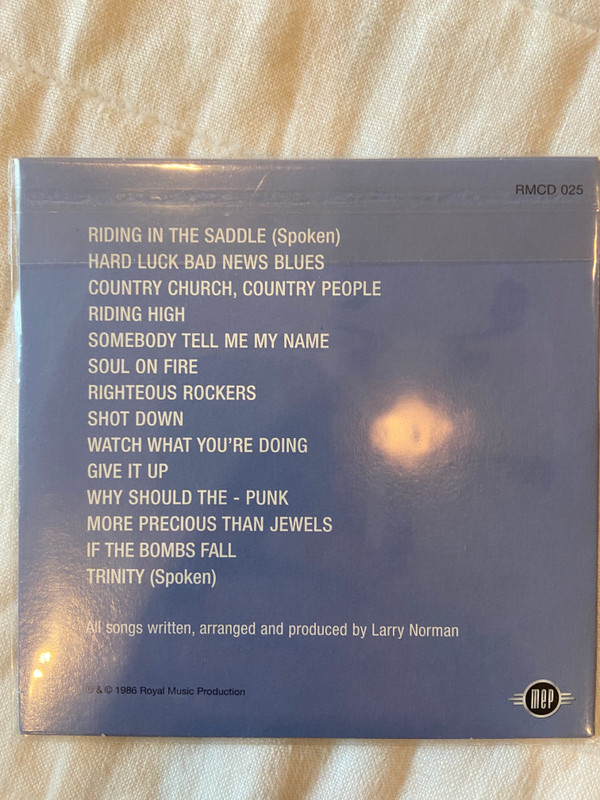 RMCD 025
RIDING IN THE SADDLE (Spoken)
HARD LUCK BAD NEWS BLUES
COUNTRY CHURCH, COUNTRY PEOPLE
RIDING HIGH
SOMEBODY TELL ME MY NAME
SOUL ON FIRE
RIGHTEOUS ROCKERS
SHOT DOWN
WATCH WHAT YOU'RE DOING
GIVE IT UP
WHY SHOULD THE - PUNK
MORE PRECIOUS THAN JEWELS
IF THE BOMBS FALL
TRINITY (Spoken)
All songs written, arranged and produced by Larry Norman
℗ & © 1986 Royal Music Production
mep